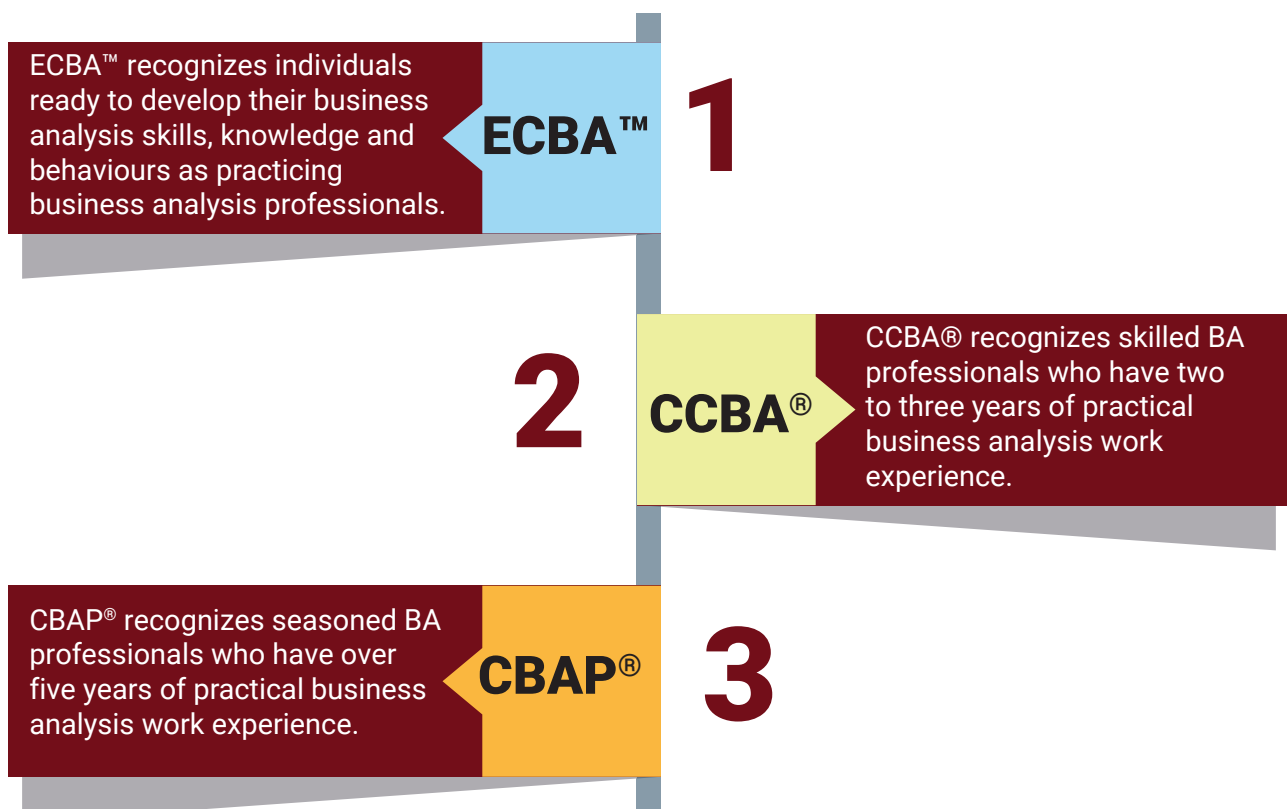 ECBA™ recognizes individuals
ready to develop their business
analysis skills, knowledge and
behaviours as practicing
business analysis professionals.
ECBA™
1
2
CCBA®
CCBA® recognizes skilled BA
professionals who have two
to three years of practical
business analysis work
experience.
CBAP® recognizes seasoned BA
professionals who have over
five years of practical business
analysis work experience.
CBAP®
3